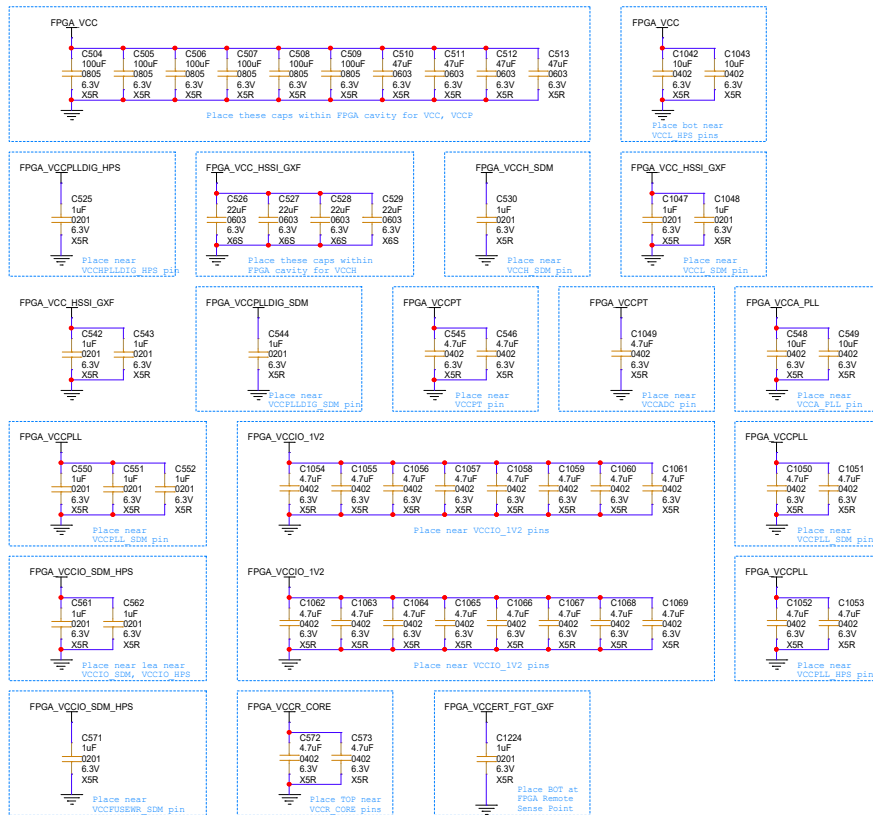 FPGA_VCC
C504 C505 C506 C507 C508 C509 C510 C511 C512 C513
100uF 100uF 100uF 100uF 100uF 100uF 47uF 47uF 47uF 47uF
0805 0805 0805 0805 0805 0805 0603 0603 0603 0603
6.3V 6.3V 6.3V 6.3V 6.3V 6.3V 6.3V 6.3V 6.3V 6.3V
X5R X5R X5R X5R X5R X5R X5R X5R X5R X5R
Place these caps within FPGA cavity for VCC, VCCP
FPGA_VCC
C1042 C1043
10uF 10uF
0402 0402
6.3V 6.3V
X5R X5R
Place bot near
VCCL_HPS pins
FPGA_VCCPLLDIG_HPS
C525
1uF
0201
6.3V
X5R
Place near
VCCHPLLDIG_HPS pin
FPGA_VCC_HSSI_GXF
C526 C527 C528 C529
22uF 22uF 22uF 22uF
0603 0603 0603 0603
6.3V 6.3V 6.3V 6.3V
X6S X6S X6S X6S
Place these caps within
FPGA cavity for VCCH
FPGA_VCCH_SDM
C530
1uF
0201
6.3V
X5R
Place near
VCCH_SDM pin
FPGA_VCC_HSSI_GXF
C1047 C1048
1uF 1uF
0201 0201
6.3V 6.3V
X5R X5R
Place near
VCCL_SDM pin
FPGA_VCC_HSSI_GXF
C542 C543
1uF 1uF
0201 0201
6.3V 6.3V
X5R X5R
FPGA_VCCPLLDIG_SDM
C544
1uF
0201
6.3V
X5R
Place near
VCCPLLDIG_SDM pin
FPGA_VCCPT
C545 C546
4.7uF 4.7uF
0402 0402
6.3V 6.3V
X5R X5R
Place near
VCCPT pin
FPGA_VCCPT
C1049
4.7uF
0402
6.3V
X5R
Place near
VCCADC pin
FPGA_VCCA_PLL
C548 C549
10uF 10uF
0402 0402
6.3V 6.3V
X5R X5R
Place near
VCCA_PLL pin
FPGA_VCCPLL
C550 C551 C552
1uF 1uF 1uF
0201 0201 0201
6.3V 6.3V 6.3V
X5R X5R X5R
Place near
VCCPLL_SDM pin
FPGA_VCCIO_1V2
C1054 C1055 C1056 C1057 C1058 C1059 C1060 C1061
4.7uF 4.7uF 4.7uF 4.7uF 4.7uF 4.7uF 4.7uF 4.7uF
0402 0402 0402 0402 0402 0402 0402 0402
6.3V 6.3V 6.3V 6.3V 6.3V 6.3V 6.3V 6.3V
X5R X5R X5R X5R X5R X5R X5R X5R
Place near VCCIO_1V2 pins
FPGA_VCCPLL
C1050 C1051
4.7uF 4.7uF
0402 0402
6.3V 6.3V
X5R X5R
Place near
VCCPLL_SDM pin
FPGA_VCCIO_SDM_HPS
C561 C562
1uF 1uF
0201 0201
6.3V 6.3V
X5R X5R
Place near lea near
VCCIO_SDM, VCCIO_HPS
FPGA_VCCIO_1V2
C1062 C1063 C1064 C1065 C1066 C1067 C1068 C1069
4.7uF 4.7uF 4.7uF 4.7uF 4.7uF 4.7uF 4.7uF 4.7uF
0402 0402 0402 0402 0402 0402 0402 0402
6.3V 6.3V 6.3V 6.3V 6.3V 6.3V 6.3V 6.3V
X5R X5R X5R X5R X5R X5R X5R X5R
Place near VCCIO_1V2 pins
FPGA_VCCPLL
C1052 C1053
4.7uF 4.7uF
0402 0402
6.3V 6.3V
X5R X5R
Place near
VCCPLL_HPS pin
FPGA_VCCIO_SDM_HPS
C571
1uF
0201
6.3V
X5R
Place near
VCCFUSEWR_SDM pin
FPGA_VCCR_CORE
C572 C573
4.7uF 4.7uF
0402 0402
6.3V 6.3V
X5R X5R
Place TOP near
VCCR_CORE pins
FPGA_VCCERT_FGT_GXF
C1224
1uF
0201
6.3V
X5R
Place BOT at
FPGA Remote
Sense Point